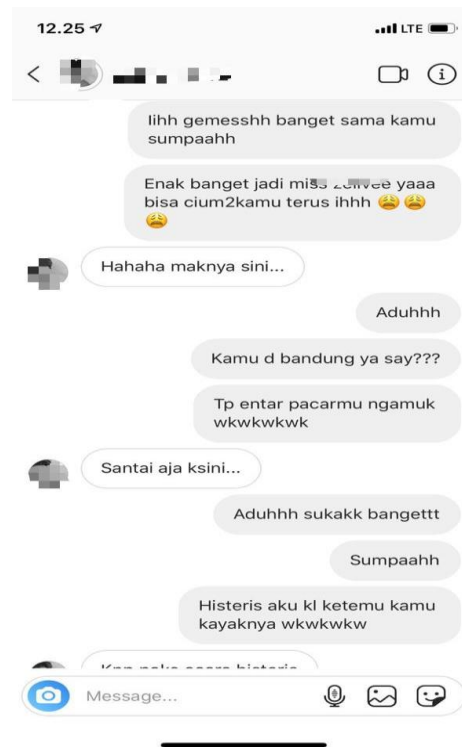 12.25
LTE
Iihh gemesshh banget sama kamu
sumpaahh
Enak banget jadi miss yaaa
bisa cium2kamu terus ihhh 😩 😩
😩
Hahaha maknya sini...
Aduhhh
Kamu d bandung ya say???
Tp entar pacarmu ngamuk
wkwkwkwk
Santai aja ksini...
Aduhhh sukakk bangettt
Sumpaahh
Histeris aku kl ketemu kamu
kayaknya wkwkwkw
Message...